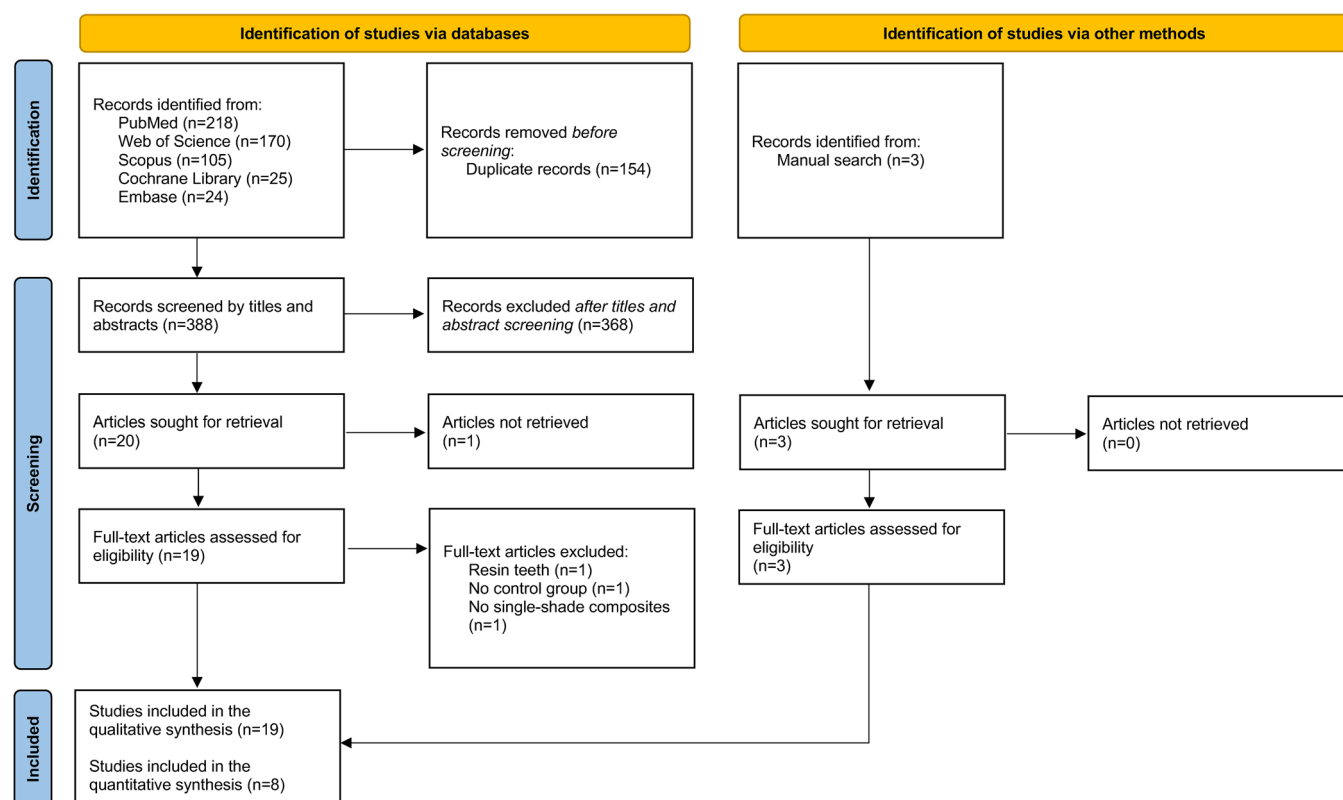 Identification of studies via databases
Identification of studies via other methods
Identification
Records identified from:
PubMed (n=218)
Web of Science (n=170)
Scopus (n=105)
Cochrane Library (n=25)
Embase (n=24)
Records removed before
screening:
Duplicate records (n=154)
Records identified from:
Manual search (n=3)
Screening
Records screened by titles and
abstracts (n=388)
Records excluded after titles and
abstract screening (n=368)
Articles sought for retrieval
(n=20)
Articles not retrieved
(n=1)
Articles sought for retrieval
(n=3)
Articles not retrieved
(n=0)
Full-text articles assessed for
eligibility (n=19)
Full-text articles excluded:
Resin teeth (n=1)
No control group (n=1)
No single-shade composites
(n=1)
Full-text articles assessed for
eligibility
(n=3)
Included
Studies included in the
qualitative synthesis (n=19)
Studies included in the
quantitative synthesis (n=8)